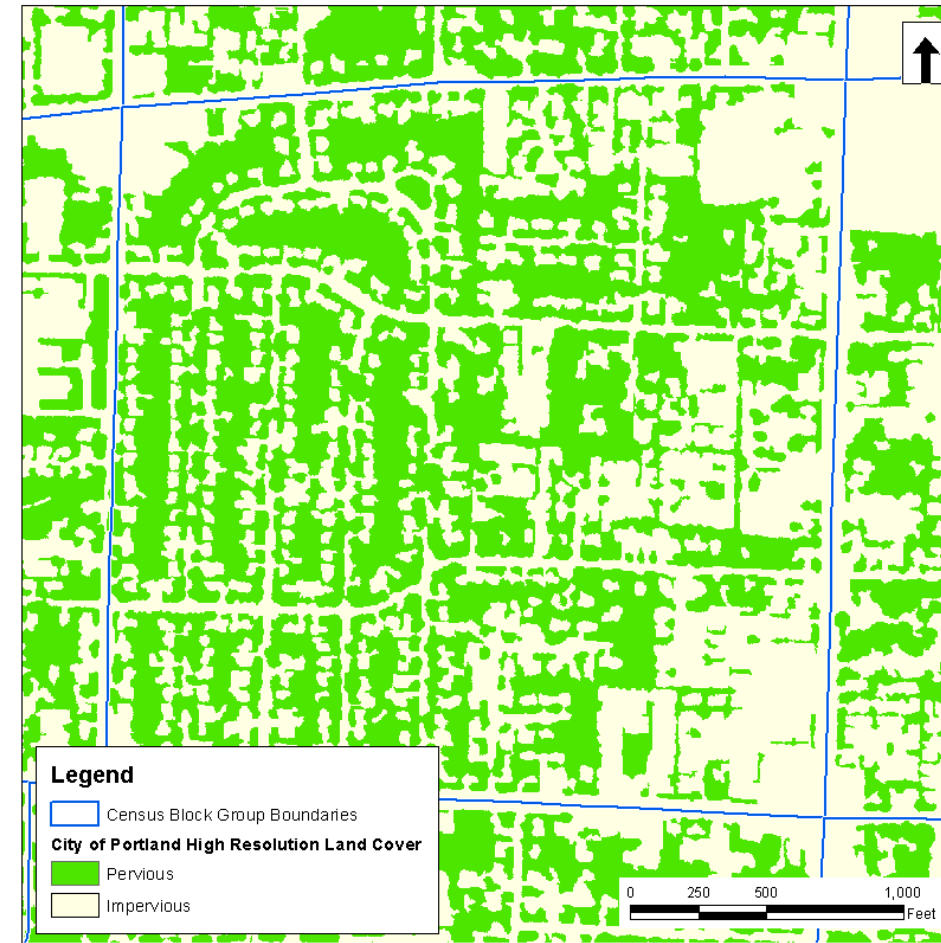 Legend
Census Block Group Boundaries
City of Portland High Resolution Land Cover
Pervious
Impervious
0 250 500 1,000
Feet